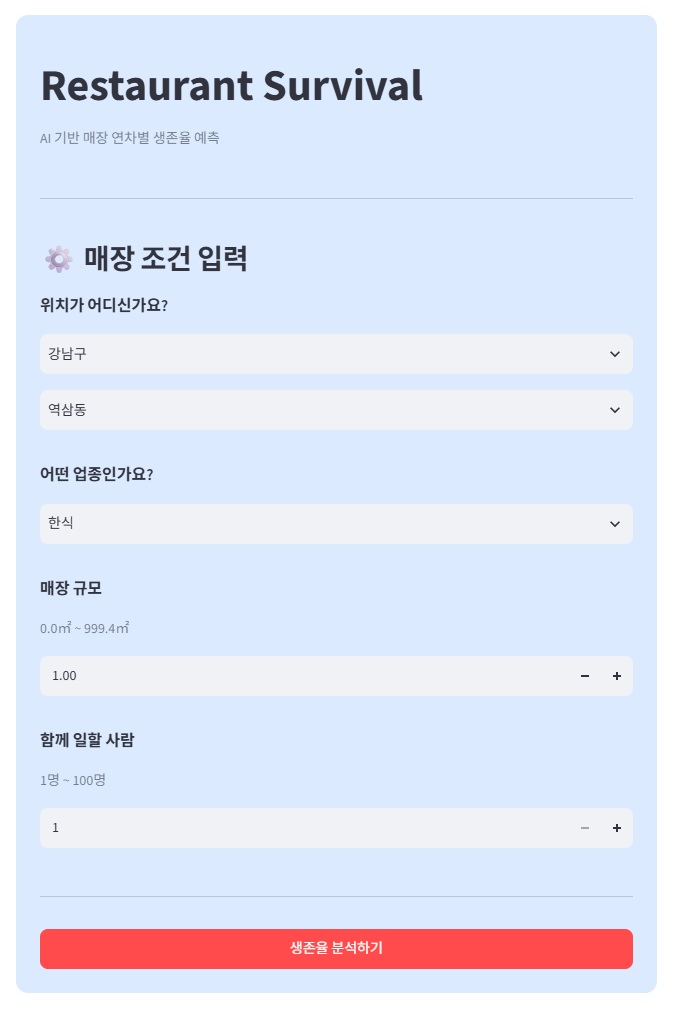 Restaurant Survival
AI 기반 매장 연차별 생존율 예측
매장 조건 입력
위치가 어디신가요?
강남구
역삼동
어떤 업종인가요?
한식
매장 규모
0.0㎡ ~ 999.4㎡
1.00
함께 일할 사람
1명 ~ 100명
1
생존율 분석하기